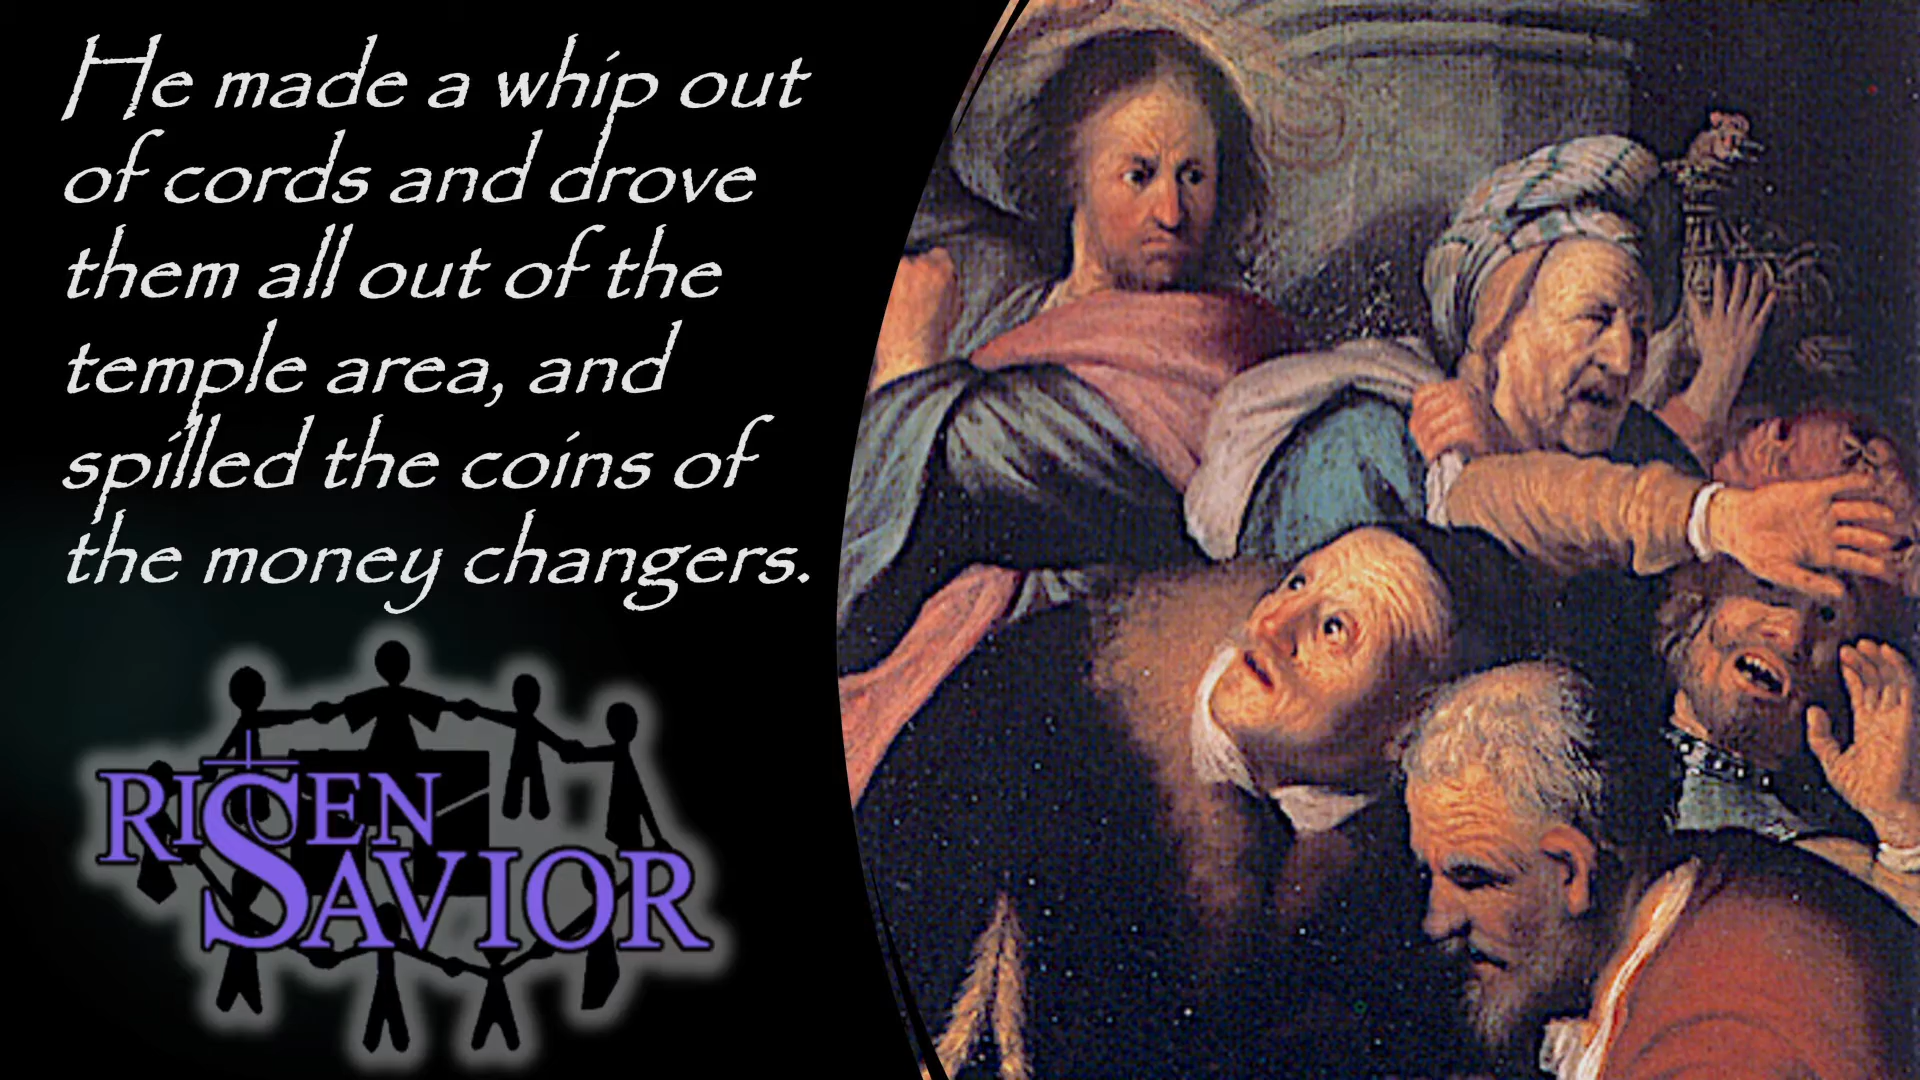 He made a whip out
of cords and drove
them all out of the
temple area, and
spilled the coins of
the money changers.
RISEN
SAVIOR